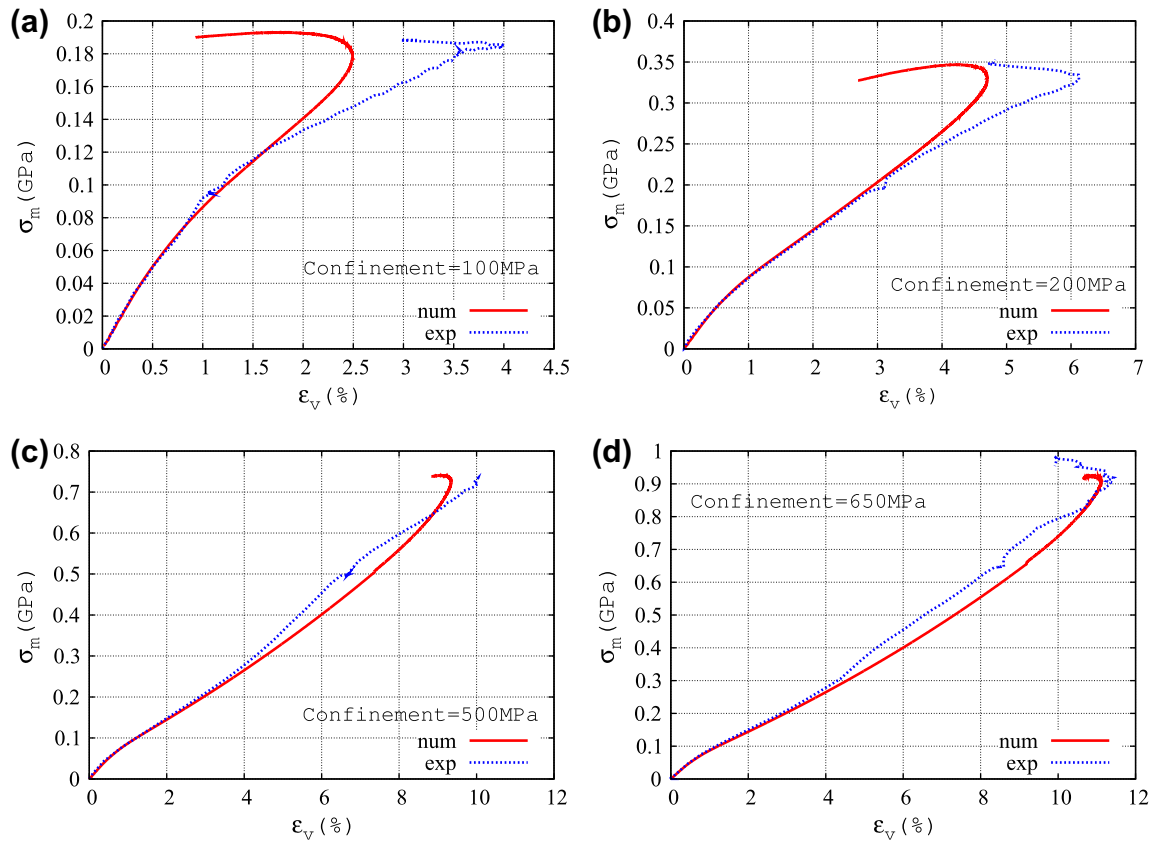 (a)
0.2
0.18
0.16
0.14
0.12
0.1
0.08
0.06
0.04
0.02
0
σm(GPa)
Confinement=100MPa
num
exp
0 0.5 1 1.5 2 2.5 3 3.5 4 4.5
εv(%)
(b)
0.4
0.35
0.3
0.25
0.2
0.15
0.1
0.05
0
σm(GPa)
Confinement=200MPa
num
exp
0 1 2 3 4 5 6 7
εv(%)
(c)
0.8
0.7
0.6
0.5
0.4
0.3
0.2
0.1
0
σm(GPa)
Confinement=500MPa
num
exp
0 2 4 6 8 10 12
εv(%)
(d)
1
0.9
0.8
0.7
0.6
0.5
0.4
0.3
0.2
0.1
0
σm(GPa)
Confinement=650MPa
num
exp
0 2 4 6 8 10 12
εv(%)